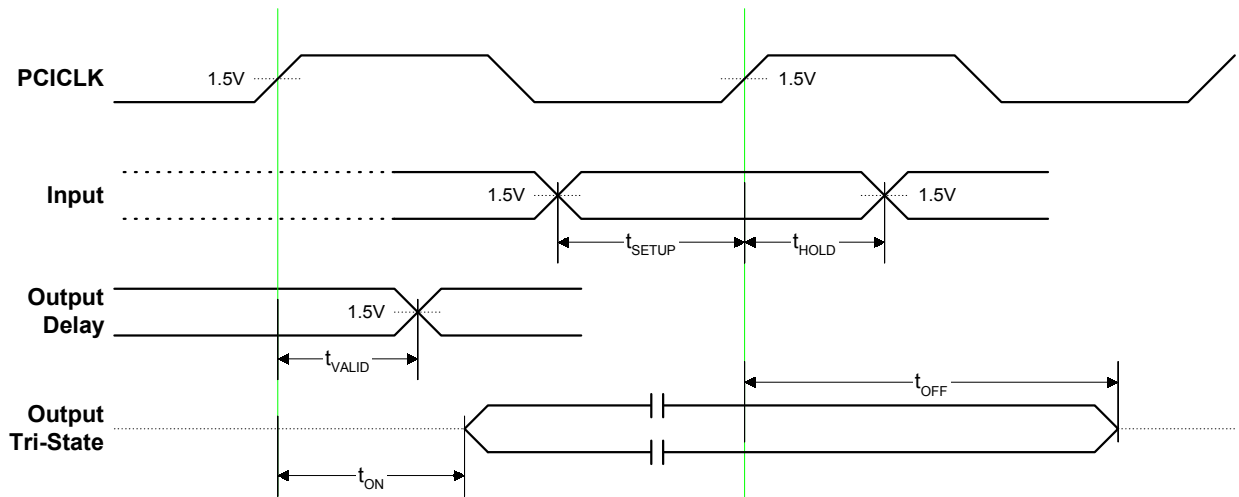 PCICLK
1.5V
1.5V
Input
1.5V
1.5V
tSETUP
tHOLD
Output
Delay
1.5V
tVALID
tOFF
Output
Tri-State
tON